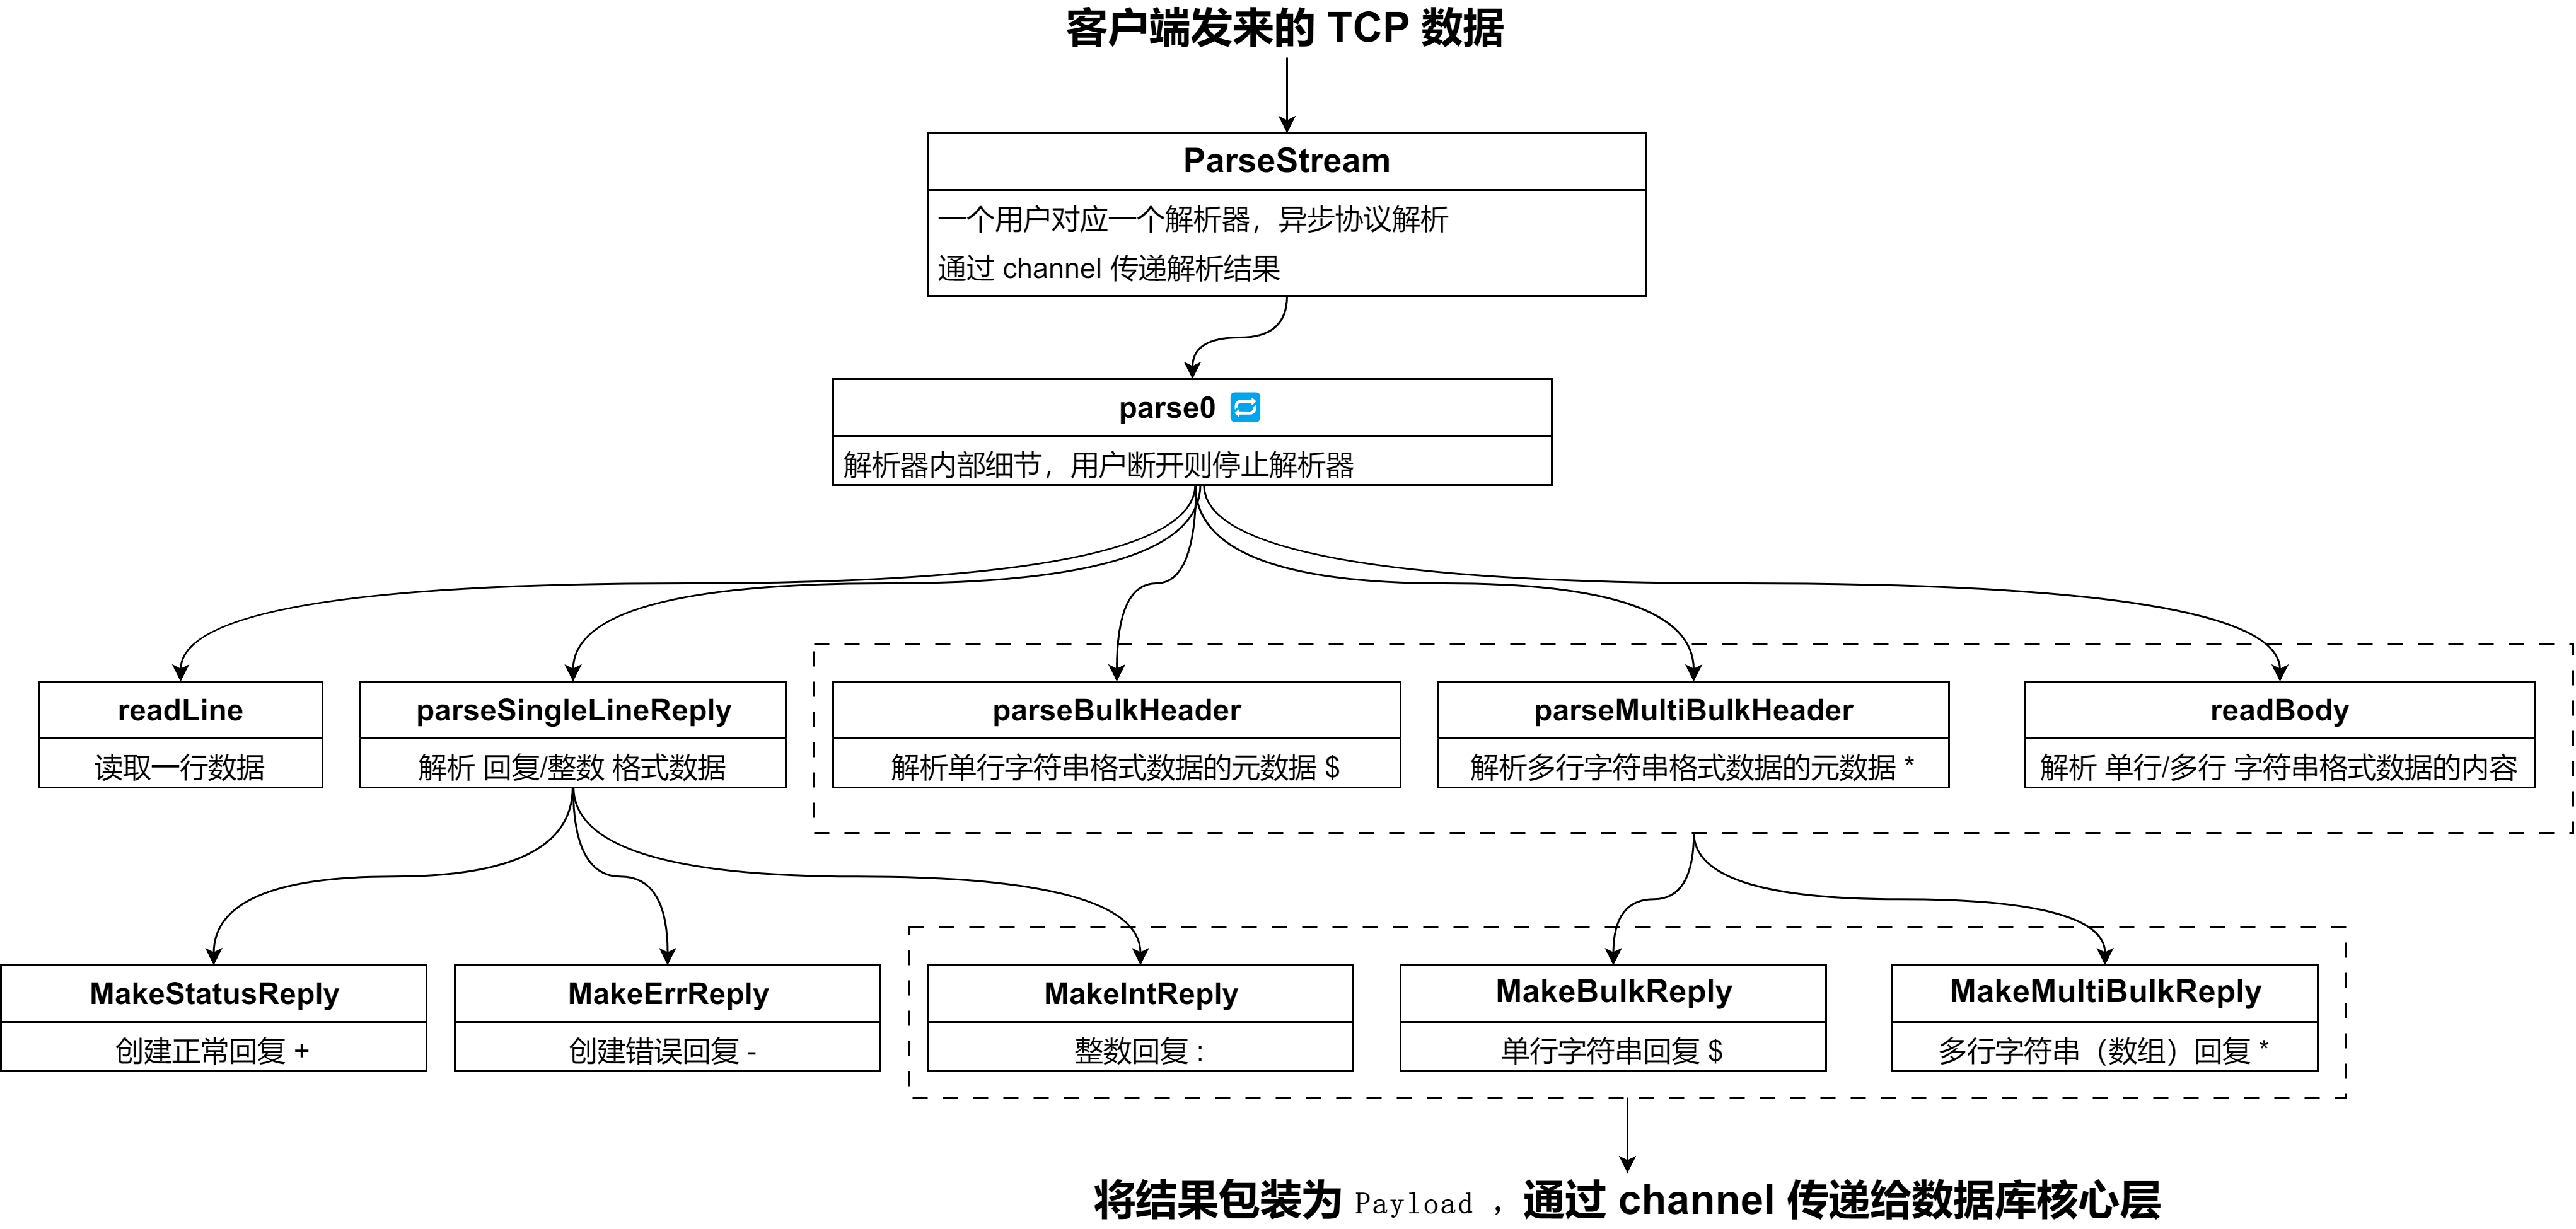 客户端发来的 TCP 数据
ParseStream
一个用户对应一个解析器，异步协议解析
通过 channel 传递解析结果
parse0
解析器内部细节，用户断开则停止解析器
readLine
读取一行数据
parseSingleLineReply
解析 回复/整数 格式数据
parseBulkHeader
解析单行字符串格式数据的元数据 $
parseMultiBulkHeader
解析多行字符串格式数据的元数据 *
readBody
解析 单行/多行 字符串格式数据的内容
MakeStatusReply
创建正常回复 +
MakeErrReply
创建错误回复 -
MakeIntReply
整数回复 :
MakeBulkReply
单行字符串回复 $
MakeMultiBulkReply
多行字符串（数组）回复 *
将结果包装为 Payload ，通过 channel 传递给数据库核心层